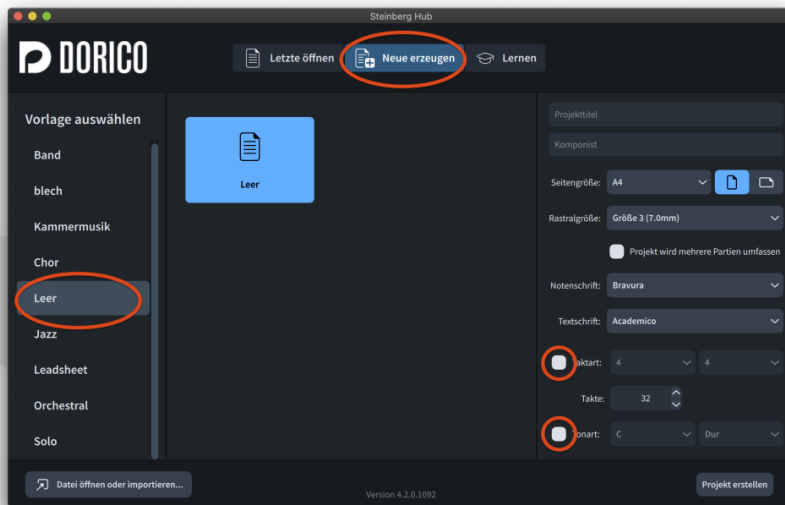 Steinberg Hub
DORICO
Letzte öffnen
Neue erzeugen
Lernen
Vorlage auswählen
Band
blech
Kammermusik
Chor
Leer
Jazz
Leadsheet
Orchestral
Solo
Leer
Projekttitel
Komponist
Seitengröße: A4
Rastralgröße: Größe 3 (7.0mm)
Projekt wird mehrere Partien umfassen
Notenschrift: Bravura
Textschrift: Academico
Taktart: 4 4
Takte: 32
Tonart: C Dur
Datei öffnen oder importieren...
Version 4.2.0.1092
Projekt erstellen